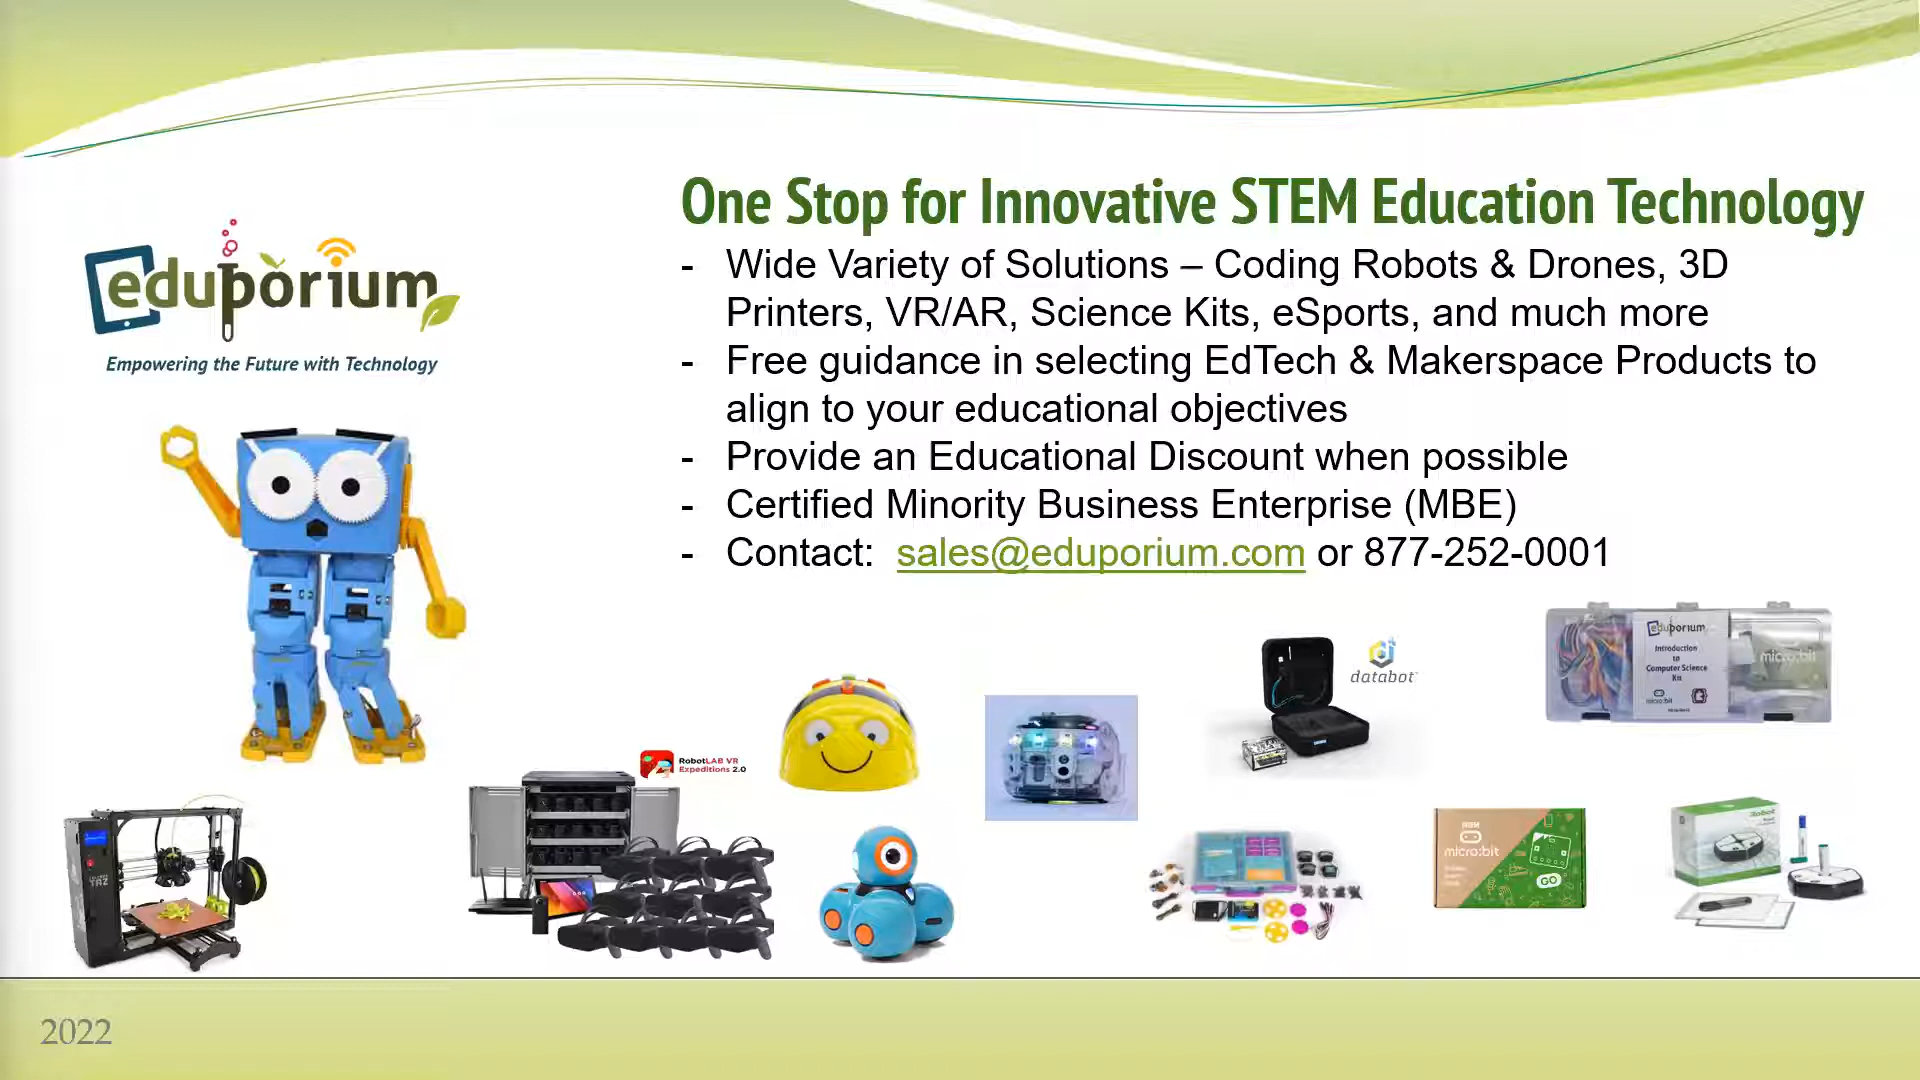 One Stop for Innovative STEM Education Technology
- Wide Variety of Solutions – Coding Robots & Drones, 3D
Printers, VR/AR, Science Kits, eSports, and much more
- Free guidance in selecting EdTech & Makerspace Products to
align to your educational objectives
- Provide an Educational Discount when possible
- Certified Minority Business Enterprise (MBE)
- Contact: sales@eduporium.com or 877-252-0001
eduporium
Empowering the Future with Technology
RobotLAB VR
Expeditions 2.0
databot
eduporium
Introduction
to
Computer Science
Kit
micro:bit
micro:bit
micro:bit
GO
TAZ
2022